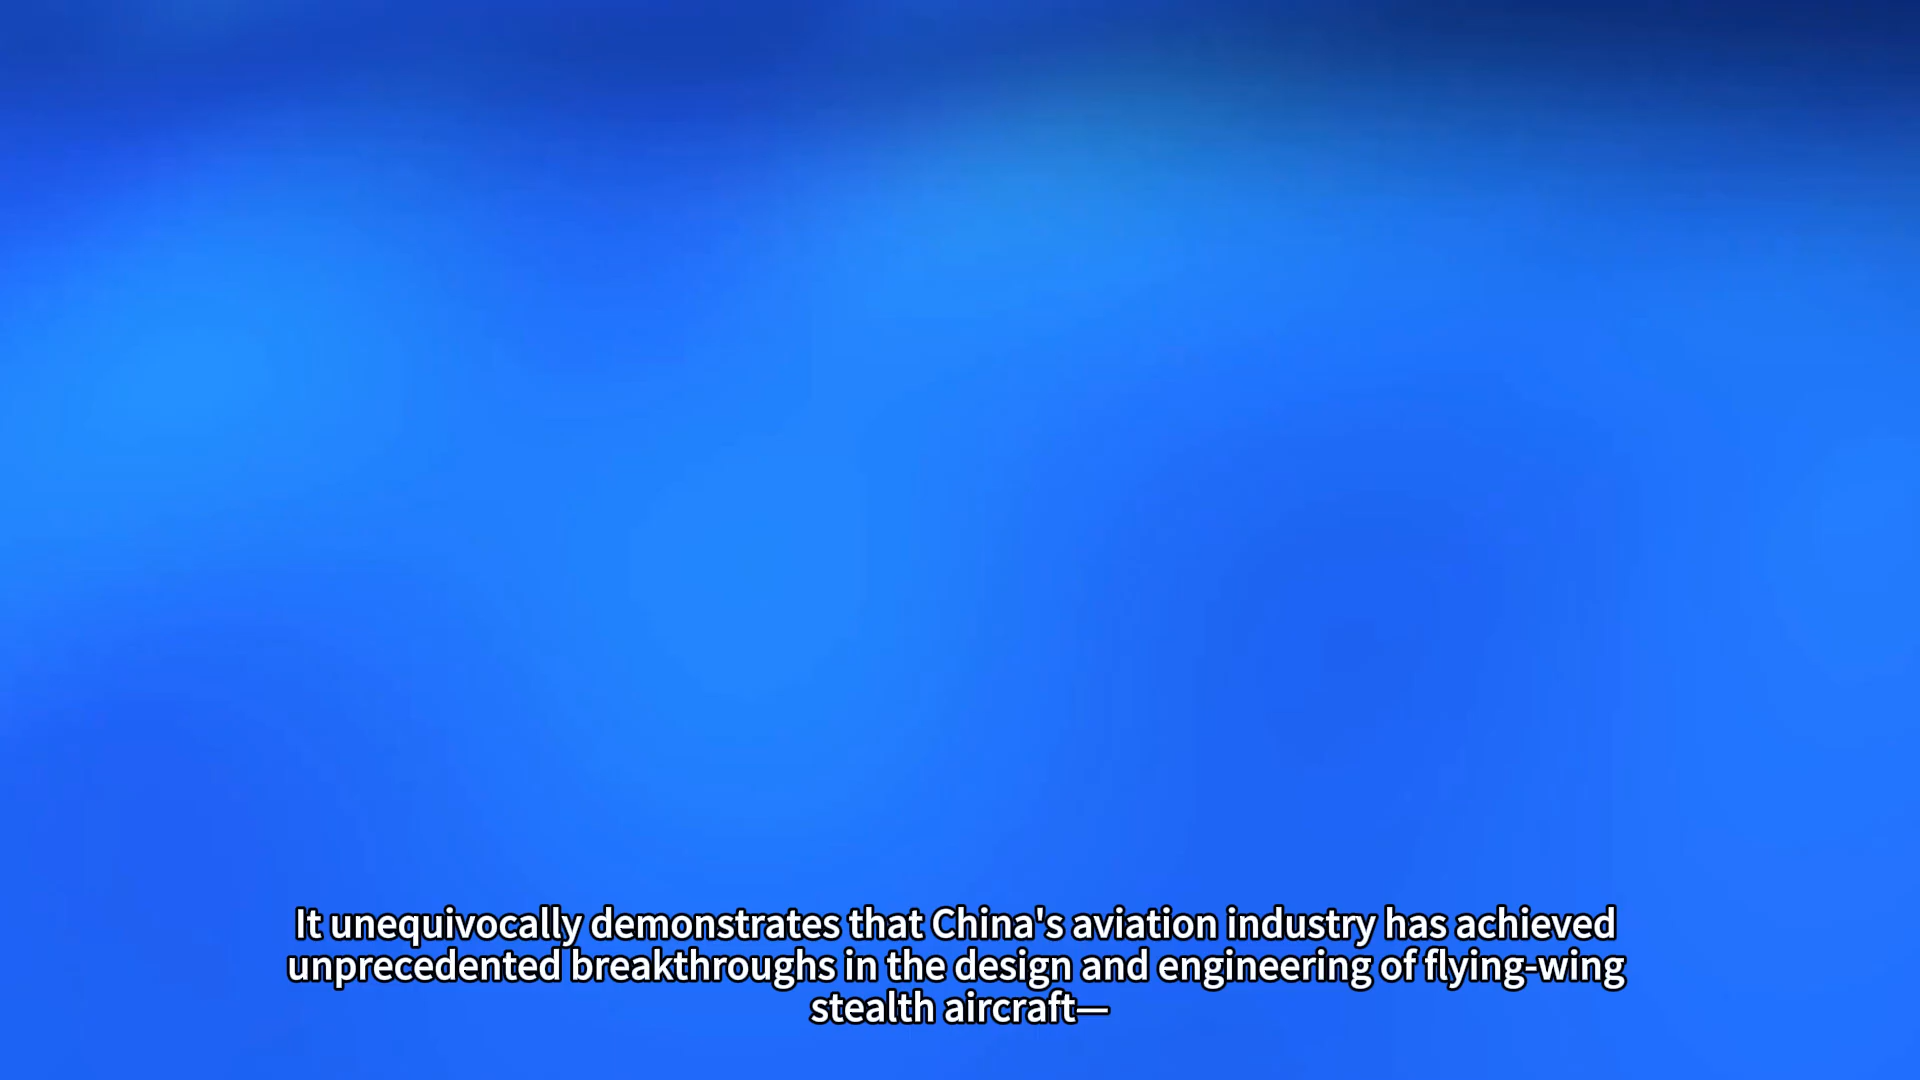 It unequivocally demonstrates that China's aviation industry has achieved
unprecedented breakthroughs in the design and engineering of flying-wing
stealth aircraft—